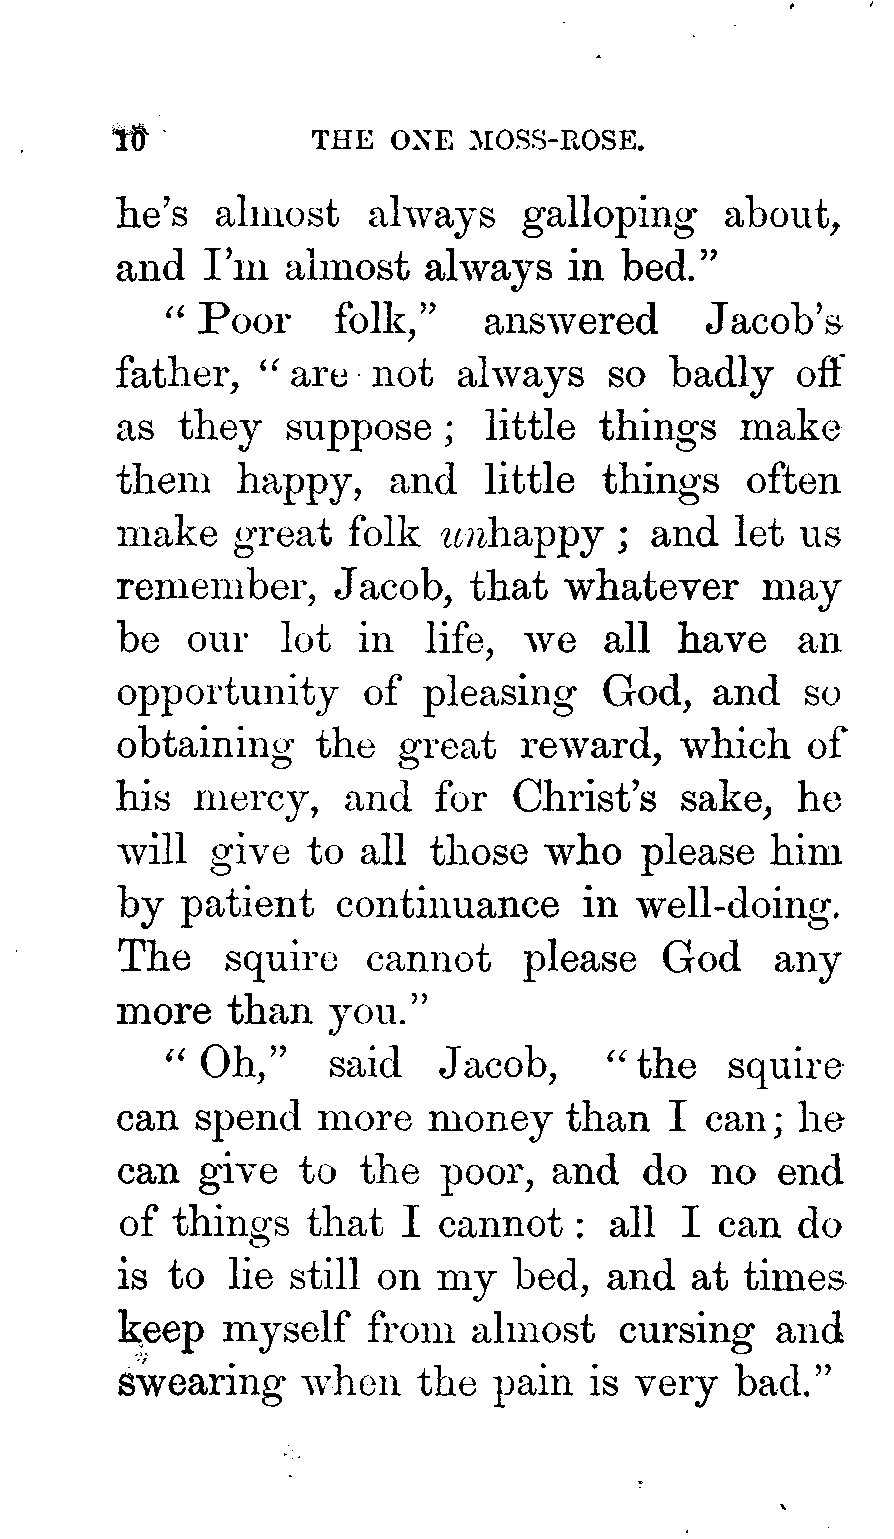 10 THE ONE MOSS-ROSE.
he's almost always galloping about,
and I'm almost always in bed."
"Poor folk," answered Jacob's
father, "are not always so badly off
as they suppose; little things make
them happy, and little things often
make great folk unhappy; and let us
remember, Jacob, that whatever may
be our lot in life, we all have an
opportunity of pleasing God, and so
obtaining the great reward, which of
his mercy, and for Christ's sake, he
will give to all those who please him
by patient continuance in well-doing.
The squire cannot please God any
more than you."
"Oh," said Jacob, "the squire
can spend more money than I can; he
can give to the poor, and do no end
of things that I cannot: all I can do
is to lie still on my bed, and at times
keep myself from almost cursing and
swearing when the pain is very bad."